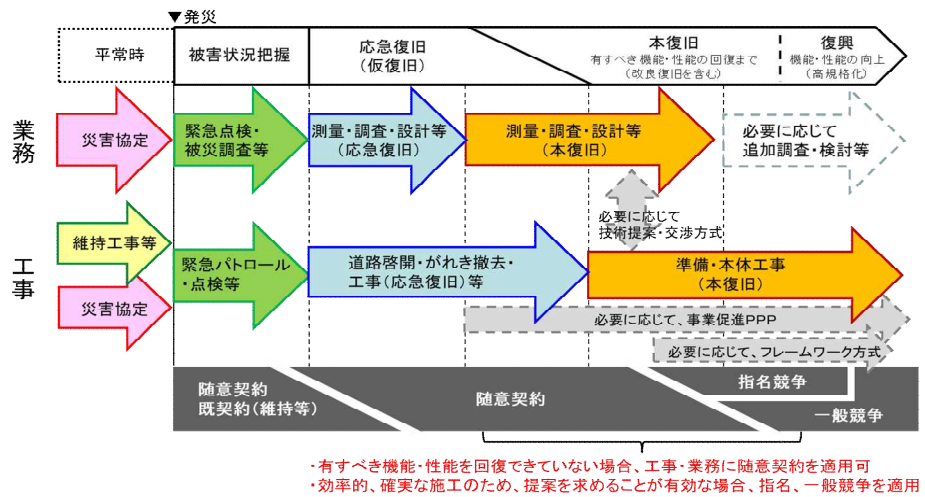 ▼発災
平常時
被害状況把握
応急復旧
(仮復旧)
本復旧
有すべき機能・性能の回復まで
(改良復旧を含む)
復興
機能・性能の向上
(高規格化)
業務
災害協定
緊急点検・
被災調査等
測量・調査・設計等
(応急復旧)
測量・調査・設計等
(本復旧)
必要に応じて
追加調査・検討等
必要に応じて
技術提案・交渉方式
工事
維持工事等
災害協定
緊急パトロール
・点検等
道路啓開・がれき撤去・
工事(応急復旧)等
準備・本体工事
(本復旧)
必要に応じて、事業促進PPP
必要に応じて、フレームワーク方式
随意契約
既契約(維持等)
随意契約
指名競争
一般競争
・有すべき機能・性能を回復できていない場合、工事・業務に随意契約を適用可
・効率的、確実な施工のため、提案を求めることが有効な場合、指名、一般競争を適用